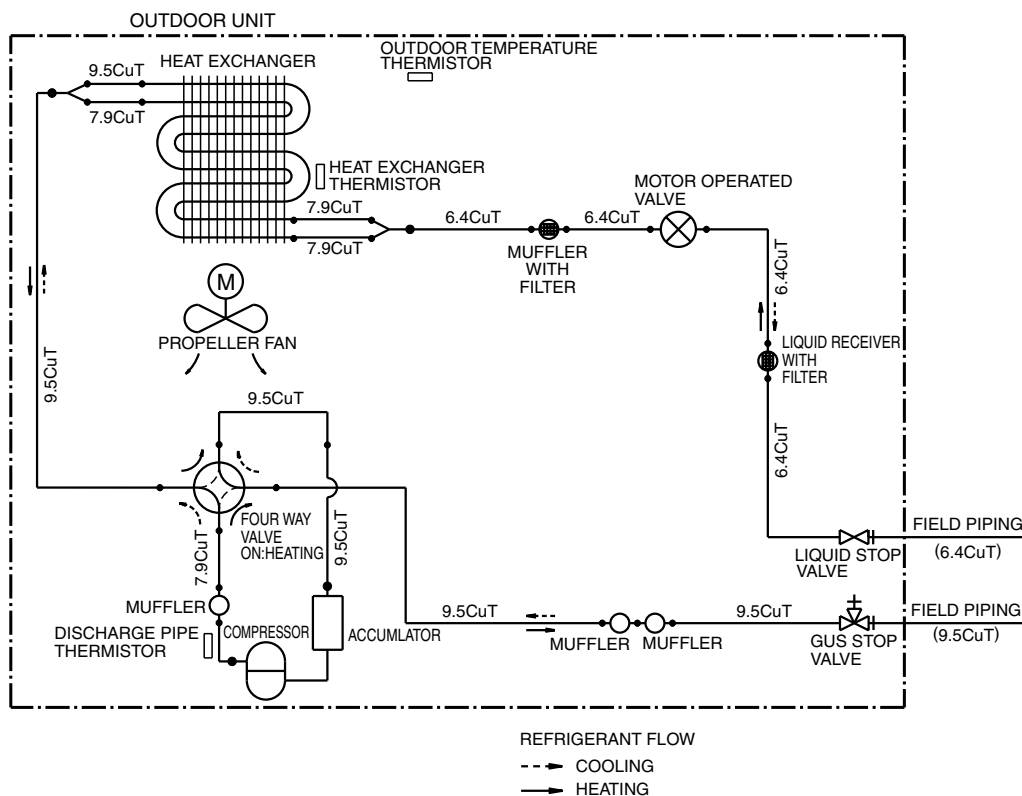 OUTDOOR UNIT
OUTDOOR TEMPERATURE
THERMISTOR
HEAT EXCHANGER
9.5CuT
7.9CuT
HEAT EXCHANGER
THERMISTOR
7.9CuT
7.9CuT
6.4CuT
6.4CuT
MOTOR OPERATED
VALVE
MUFFLER
WITH
FILTER
6.4CuT
M
PROPELLER FAN
LIQUID RECEIVER
WITH
FILTER
9.5CuT
9.5CuT
6.4CuT
FOUR WAY
VALVE
ON:HEATING
7.9CuT
9.5CuT
FIELD PIPING
(6.4CuT)
LIQUID STOP
VALVE
MUFFLER
DISCHARGE PIPE
THERMISTOR
COMPRESSOR
ACCUMLATOR
9.5CuT
MUFFLER
MUFFLER
9.5CuT
GUS STOP
VALVE
FIELD PIPING
(9.5CuT)
REFRIGERANT FLOW
COOLING
HEATING